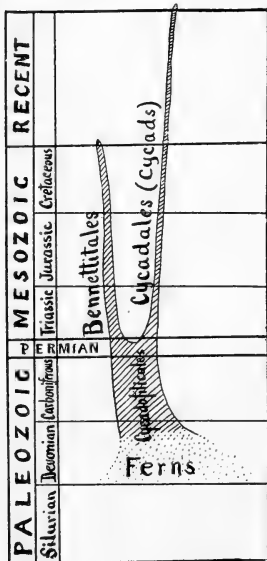 RECENT
MESOZOIC
Cretaceous
Jurassic
Triassic
PERMIAN
PALEOZOIC
Carboniferous
Devonian
Silurian
Bennettitales
Cycadales (Cycads)
Cycadofilicales
Ferns